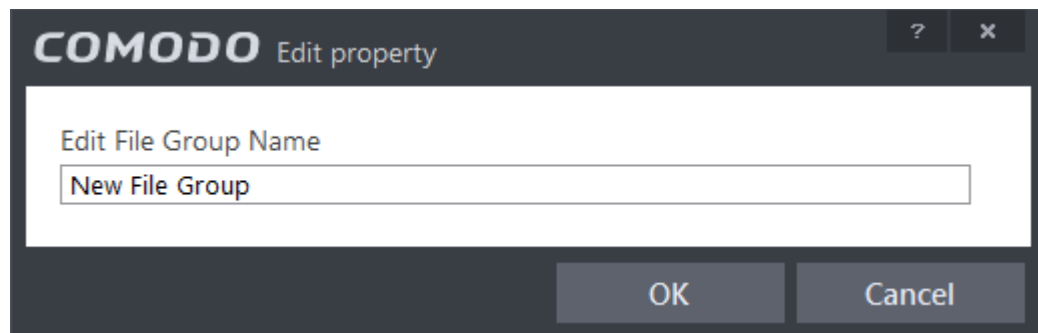 COMODO Edit property ? ×
Edit File Group Name
New File Group
OK Cancel